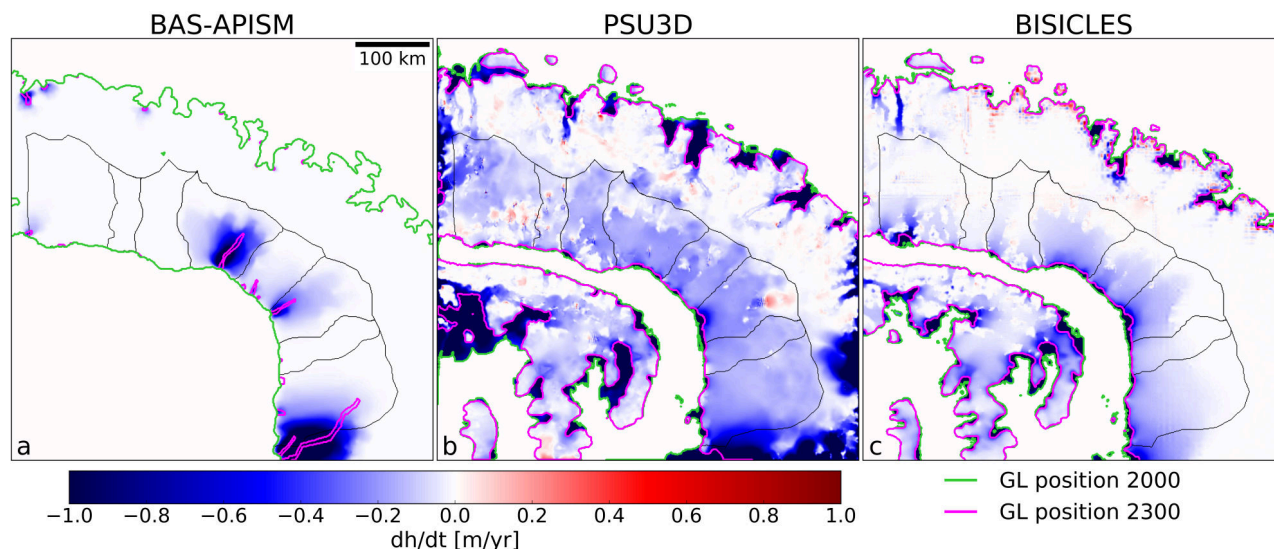 BAS-APISM
PSU3D
BISICLES
100 km
a
b
c
−1.0 −0.8 −0.6 −0.4 −0.2 0.0 0.2 0.4 0.6 0.8 1.0
dh/dt [m/yr]
GL position 2000
GL position 2300